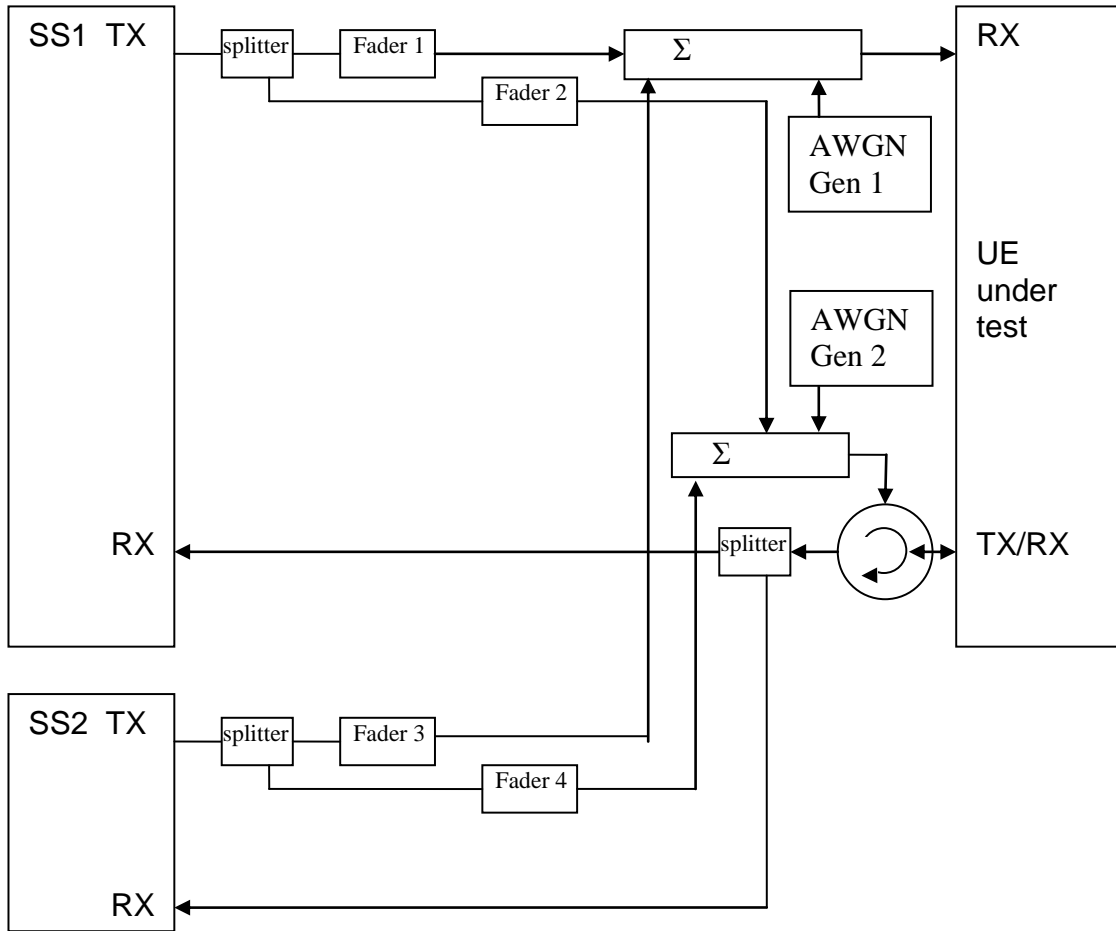 SS1 TX
splitter
Fader 1
Σ
RX
Fader 2
AWGN
Gen 1
UE
under
test
AWGN
Gen 2
Σ
RX
splitter
TX/RX
SS2 TX
splitter
Fader 3
Fader 4
RX